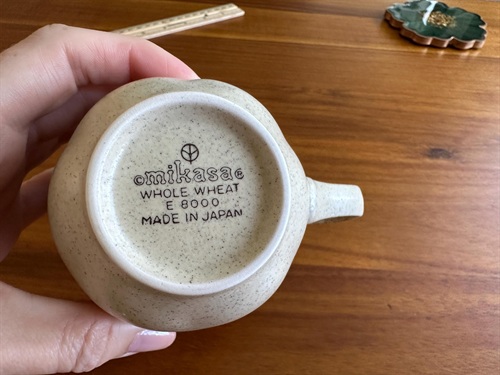 ©mikasa®
WHOLE WHEAT
E 8000
MADE IN JAPAN